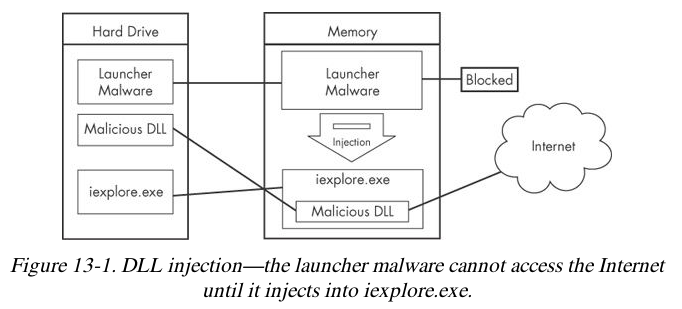 Hard Drive
Memory
Launcher
Malware
Launcher
Malware
Blocked
Malicious DLL
Injection
Internet
iexplore.exe
iexplore.exe
Malicious DLL
Figure 13-1. DLL injection—the launcher malware cannot access the Internet
until it injects into iexplore.exe.